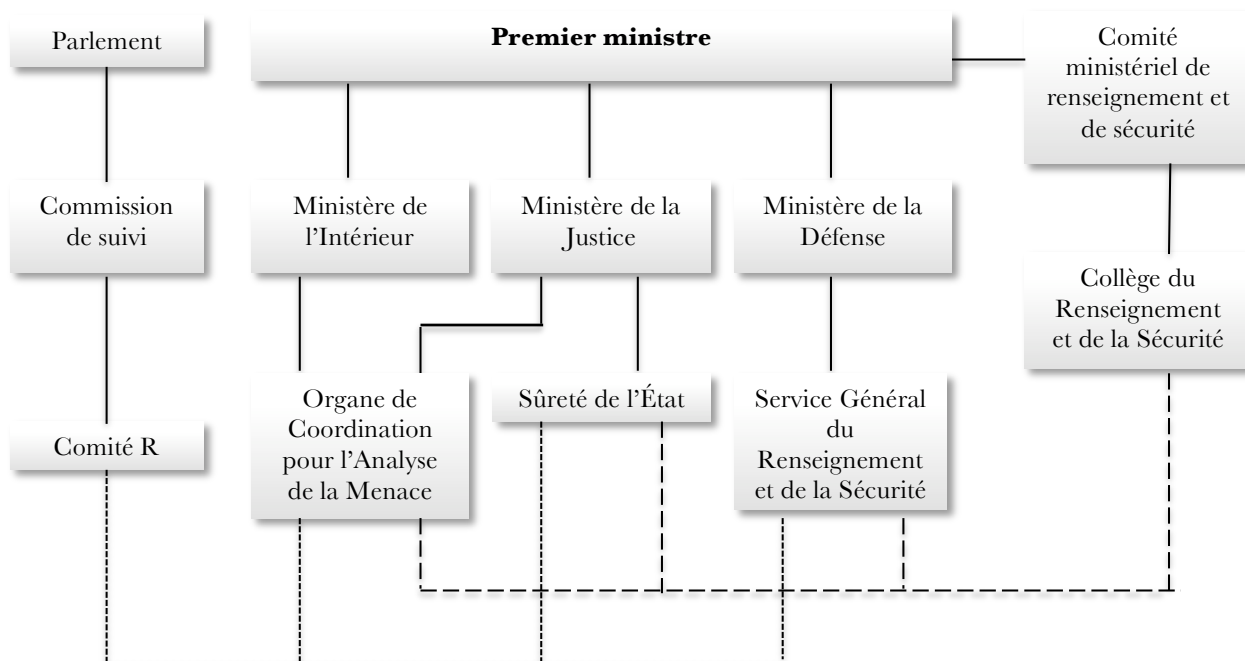 Parlement
Premier ministre
Comité
ministériel de
renseignement et
de sécurité
Commission
de suivi
Ministère de
l’Intérieur
Ministère de la
Justice
Ministère de la
Défense
Collège du
Renseignement
et de la Sécurité
Comité R
Organe de
Coordination
pour l’Analyse
de la Menace
Sûreté de l’État
Service Général
du
Renseignement
et de la Sécurité